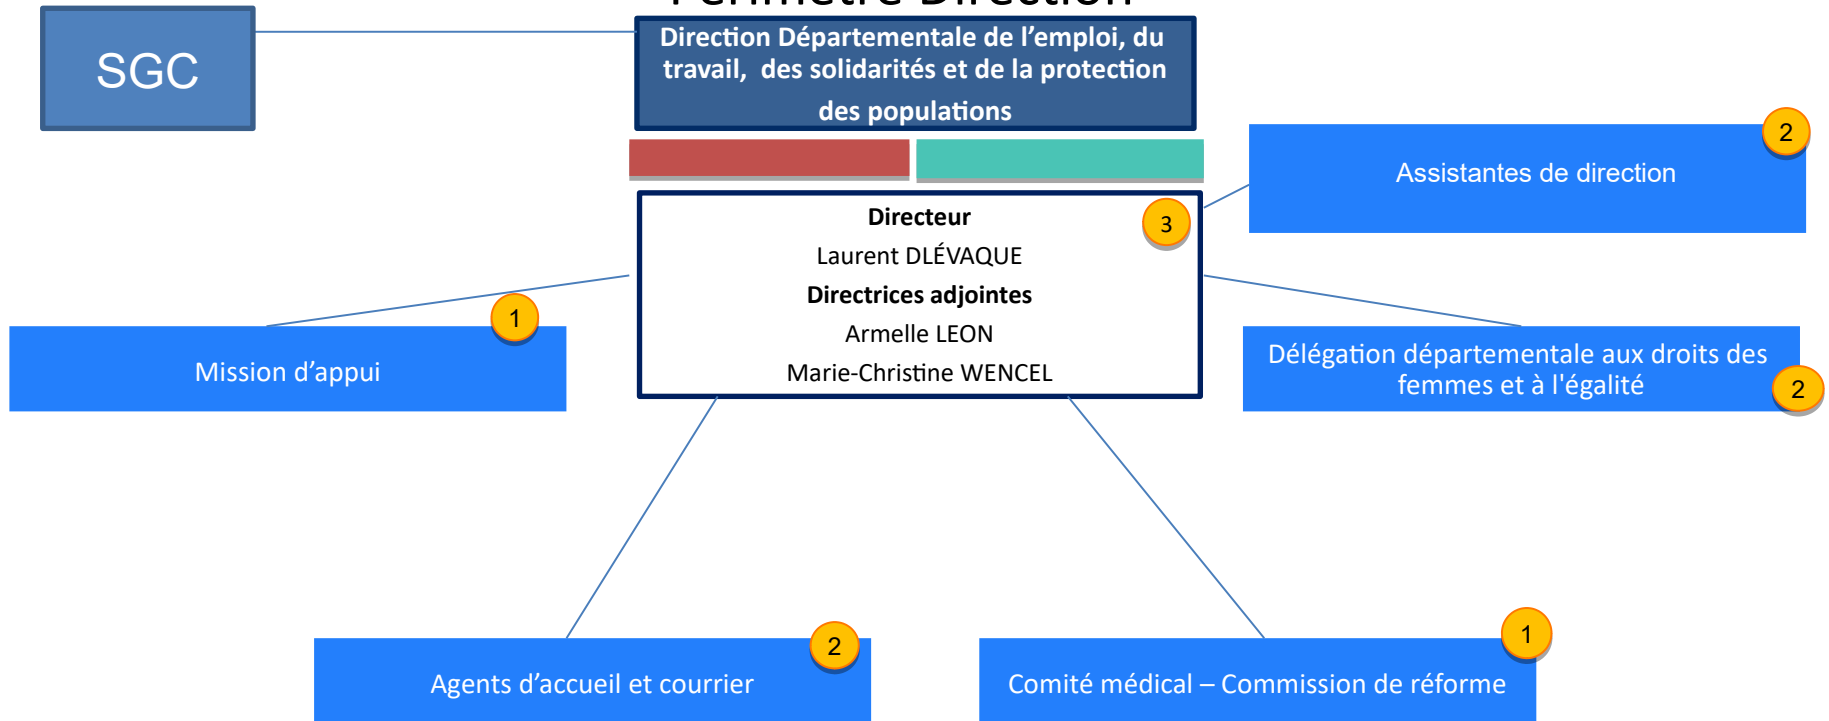 Périmètre Direction
SGC
Direction Départementale de l’emploi, du
travail, des solidarités et de la protection
des populations
2
Assistantes de direction
3
Directeur
Laurent DLÉVAQUE
Directrices adjointes
Armelle LEON
Marie-Christine WENCEL
1
Mission d’appui
Délégation départementale aux droits des
femmes et à l'égalité
2
2
Agents d’accueil et courrier
1
Comité médical – Commission de réforme